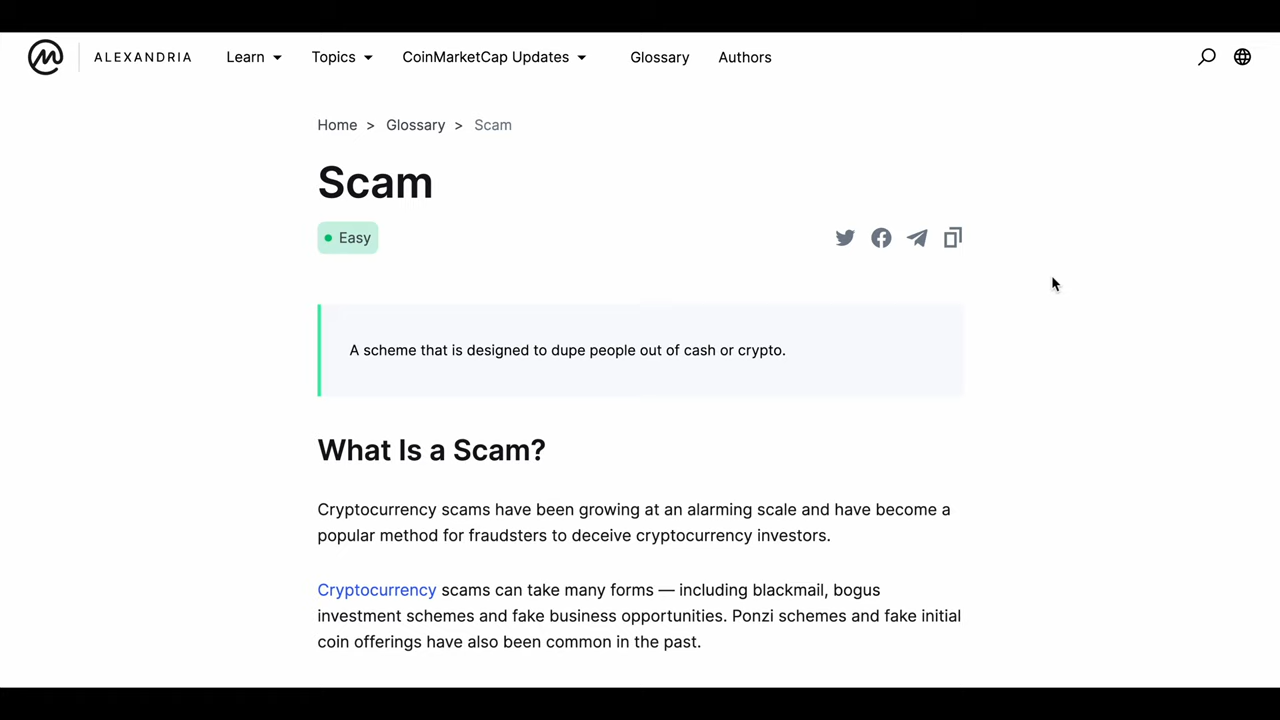 ALEXANDRIA Learn Topics CoinMarketCap Updates Glossary Authors
Home > Glossary > Scam
Scam
Easy
A scheme that is designed to dupe people out of cash or crypto.
What Is a Scam?
Cryptocurrency scams have been growing at an alarming scale and have become a
popular method for fraudsters to deceive cryptocurrency investors.
Cryptocurrency scams can take many forms — including blackmail, bogus
investment schemes and fake business opportunities. Ponzi schemes and fake initial
coin offerings have also been common in the past.